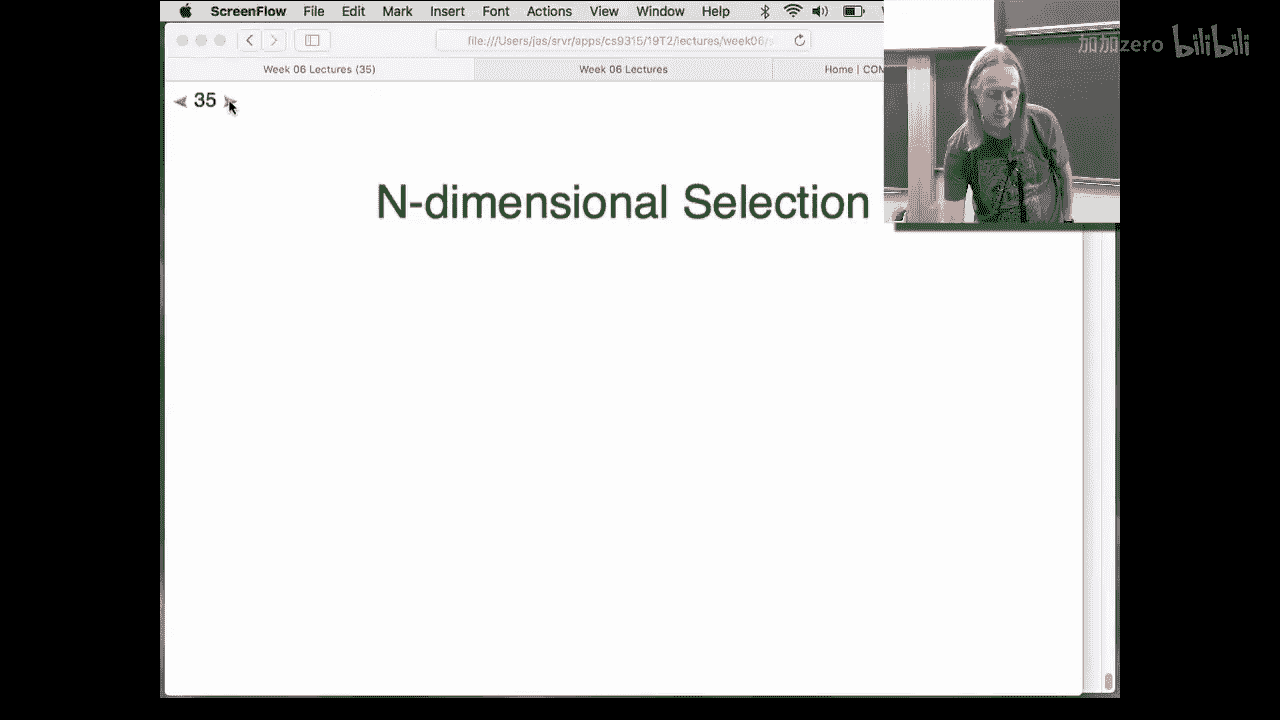 ScreenFlow File Edit Mark Insert Font Actions View Window Help
file:///Users/jas/srvr/apps/cs9315/19T2/lectures/week06/
Week 06 Lectures (35) Week 06 Lectures Home | COM
35
N-dimensional Selection
加加zero bilibili